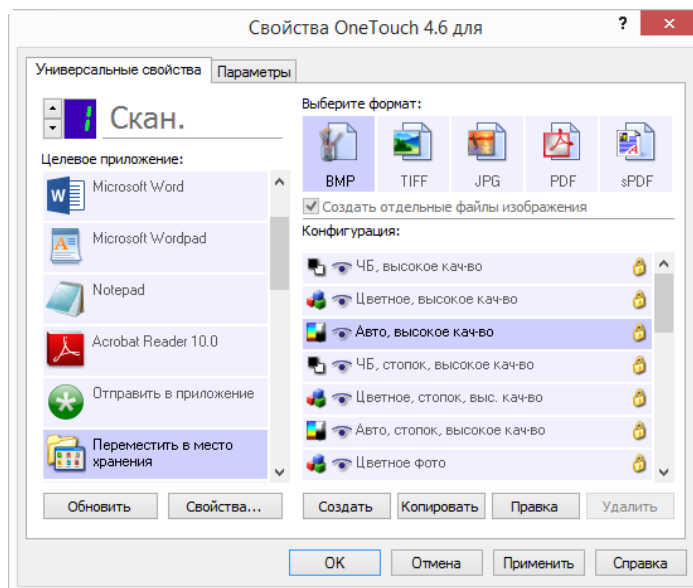 Свойства OneTouch 4.6 для
?
Универсальные свойства
Параметры
1 Скан.
Целевое приложение:
Microsoft Word
Microsoft Wordpad
Notepad
Acrobat Reader 10.0
Отправить в приложение
Переместить в место
хранения
Обновить
Свойства...
Выберите формат:
BMP
TIFF
JPG
PDF
sPDF
Создать отдельные файлы изображения
Конфигурация:
ЧБ, высокое кач-во
Цветное, высокое кач-во
Авто, высокое кач-во
ЧБ, стопок, высокое кач-во
Цветное, стопок, выс. кач-во
Авто, стопок, высокое кач-во
Цветное фото
Создать
Копировать
Правка
Удалить
OK
Отмена
Применить
Справка